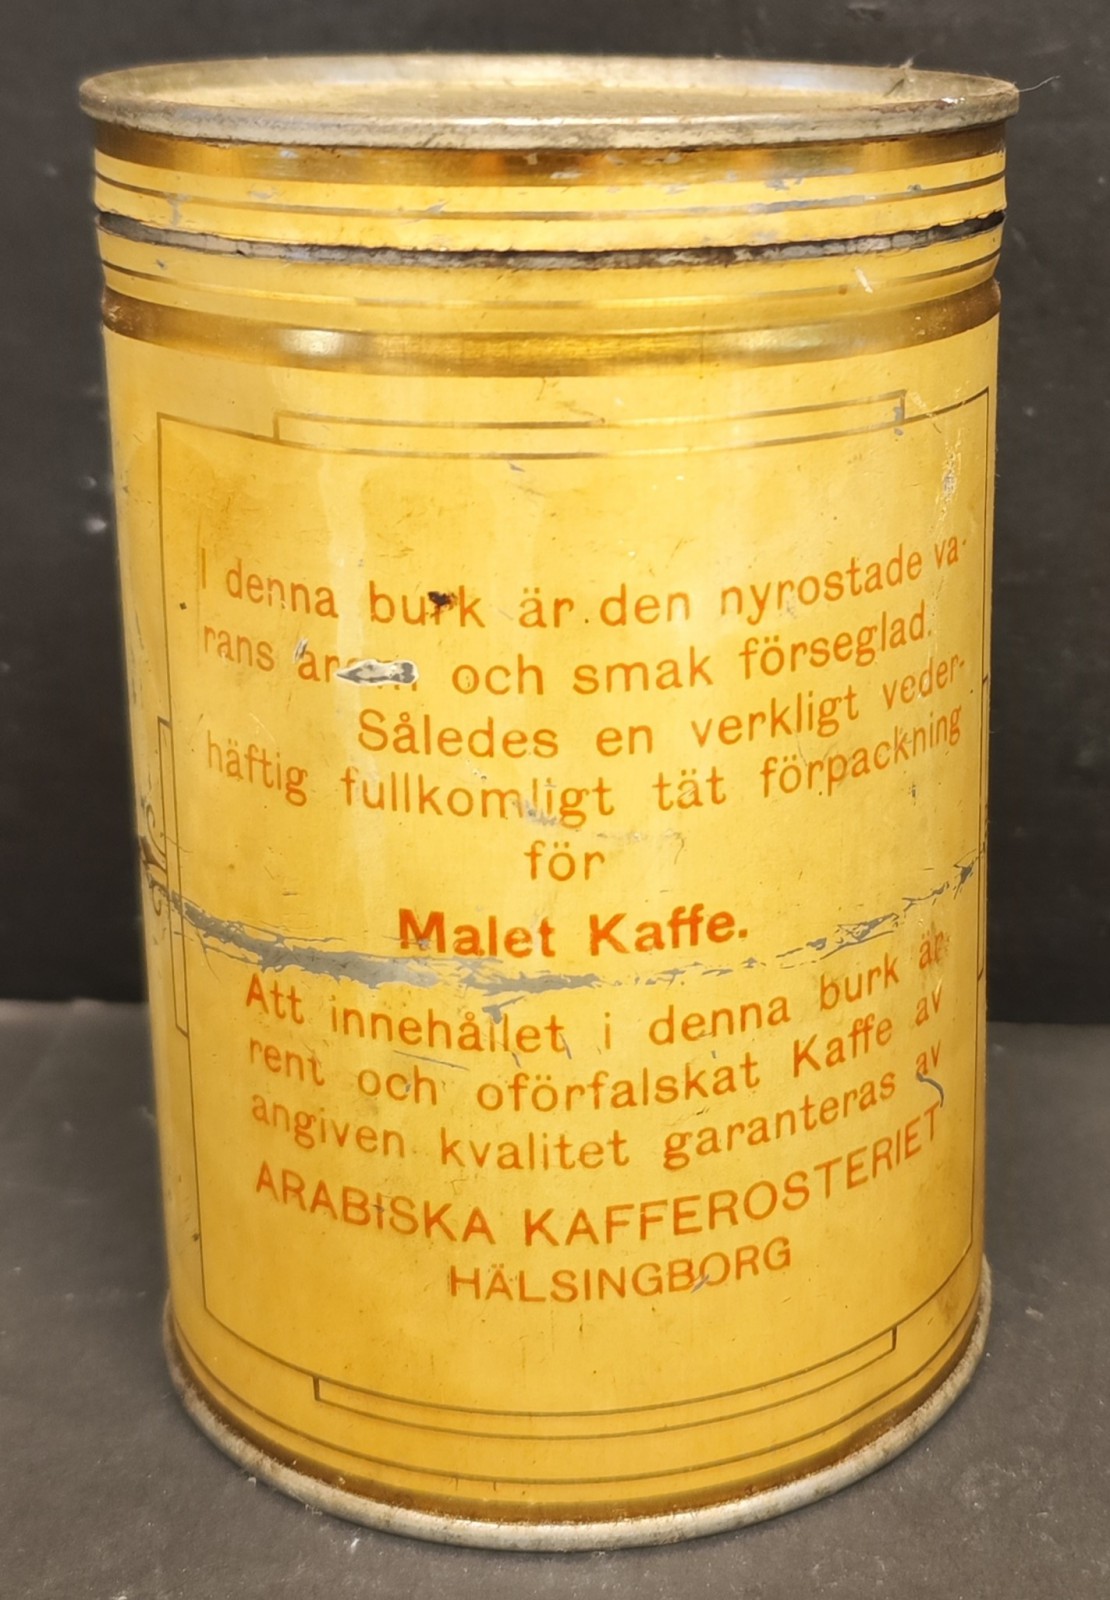 I denna burk är den nyrostade va-
rans arom och smak förseglad.
Således en verkligt veder-
häftig fullkomligt tät förpackning
för
Malet Kaffe.
Att innehållet i denna burk är
rent och oförfalskat Kaffe av
angiven kvalitet garanteras av
ARABISKA KAFFEROSTERIET
HÄLSINGBORG